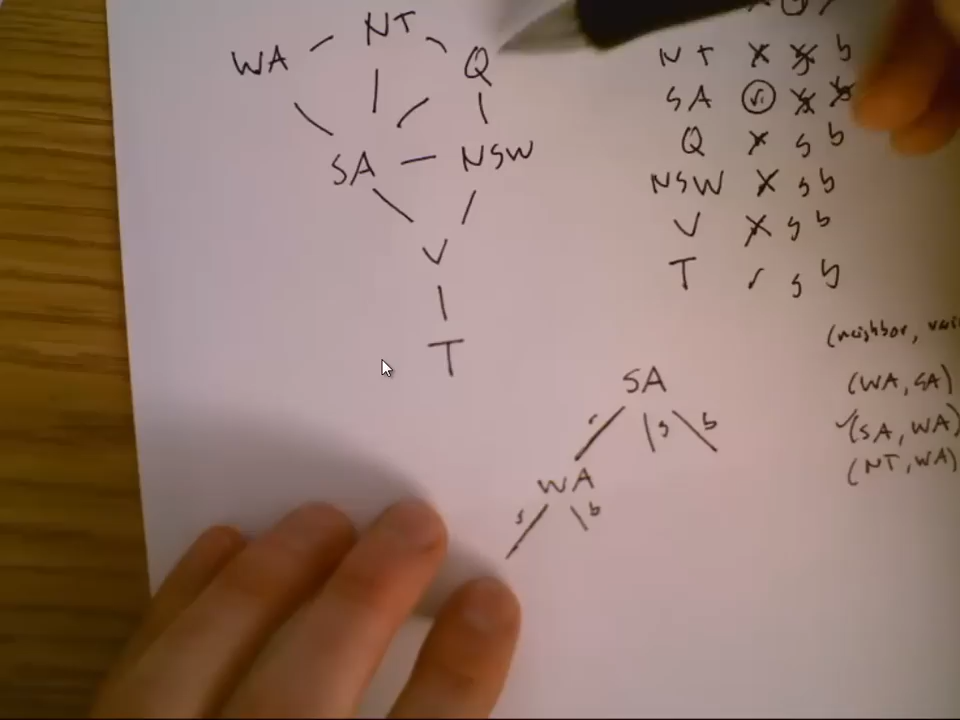 NT
WA
Q
SA
NSW
V
T
NT b
SA r
Q g b
NSW g b
V g b
T r g b
(neighbor,
(WA, SA)
(SA, WA)
(NT, WA)
SA
r g b
WA
g b